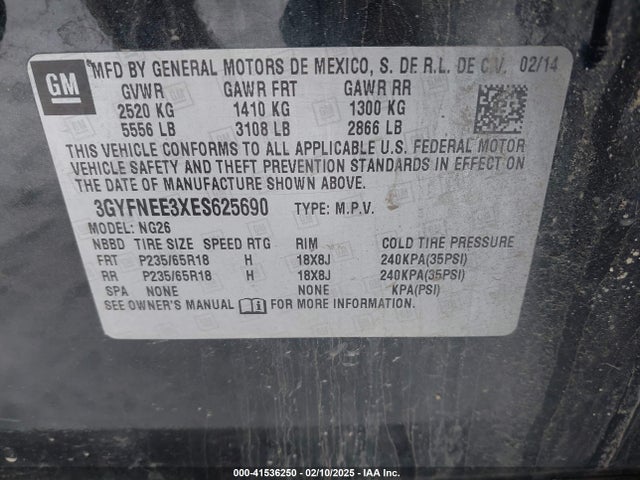 GM MFD BY GENERAL MOTORS DE MEXICO, S. DE R.L. DE C.V. 02/14
GVWR GAWR FRT GAWR RR
2520 KG 1410 KG 1300 KG
5556 LB 3108 LB 2866 LB
THIS VEHICLE CONFORMS TO ALL APPLICABLE U.S. FEDERAL MOTOR
VEHICLE SAFETY AND THEFT PREVENTION STANDARDS IN EFFECT ON
THE DATE OF MANUFACTURE SHOWN ABOVE.
3GYFNEE3XES625690 TYPE: M.P.V.
MODEL: NG26
NBBD TIRE SIZE SPEED RTG RIM COLD TIRE PRESSURE
FRT P235/65R18 H 18X8J 240KPA(35PSI)
RR P235/65R18 H 18X8J 240KPA(35PSI)
SPA NONE NONE KPA(PSI)
SEE OWNER'S MANUAL FOR MORE INFORMATION.
000-41536250 - 02/10/2025 - IAA Inc.